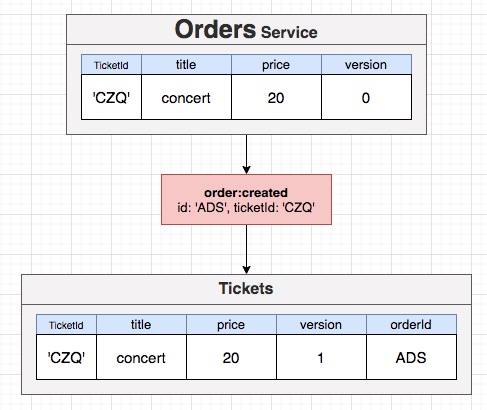 Orders Service
TicketId title price version
'CZQ' concert 20 0
order:created
id: 'ADS', ticketId: 'CZQ'
Tickets
TicketId title price version orderId
'CZQ' concert 20 1 ADS